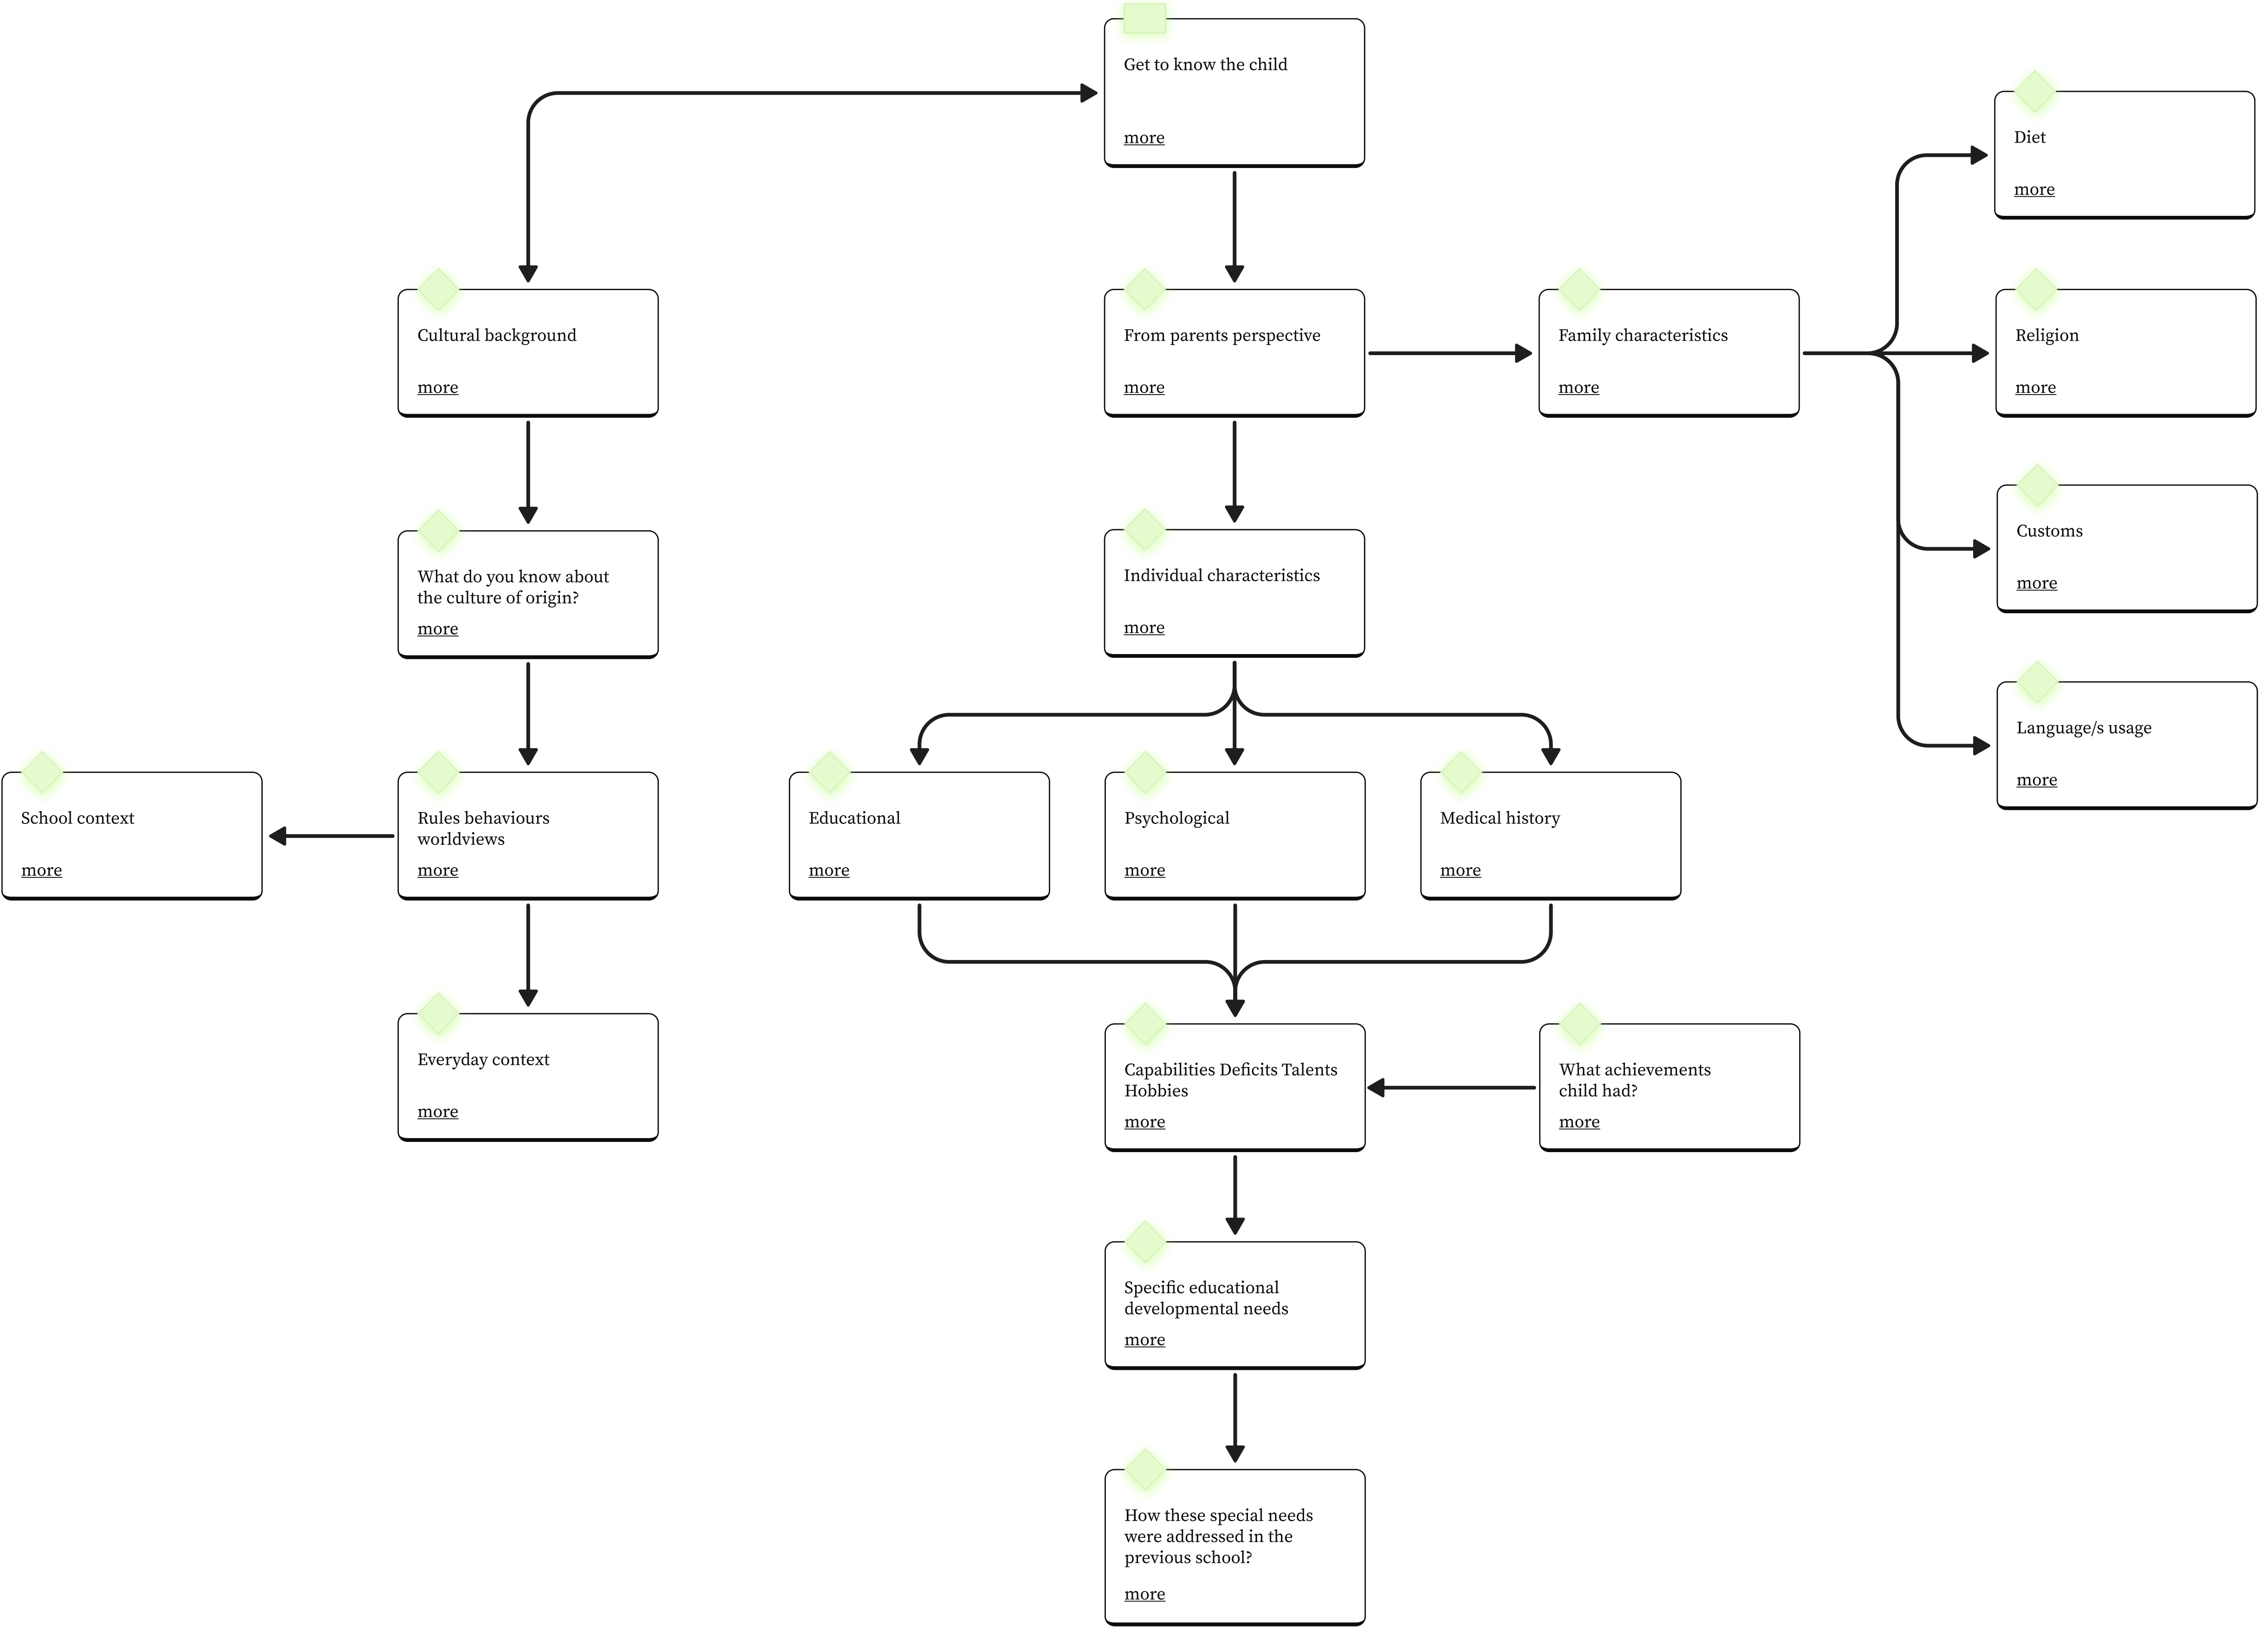 Get to know the child
more
Diet
more
Cultural background
more
From parents perspective
more
Family characteristics
more
Religion
more
What do you know about
the culture of origin?
more
Individual characteristics
more
Customs
more
Language/s usage
more
School context
more
Rules behaviours
worldviews
more
Educational
more
Psychological
more
Medical history
more
Everyday context
more
Capabilities Deficits Talents
Hobbies
more
What achievements
child had?
more
Specific educational
developmental needs
more
How these special needs
were addressed in the
previous school?
more